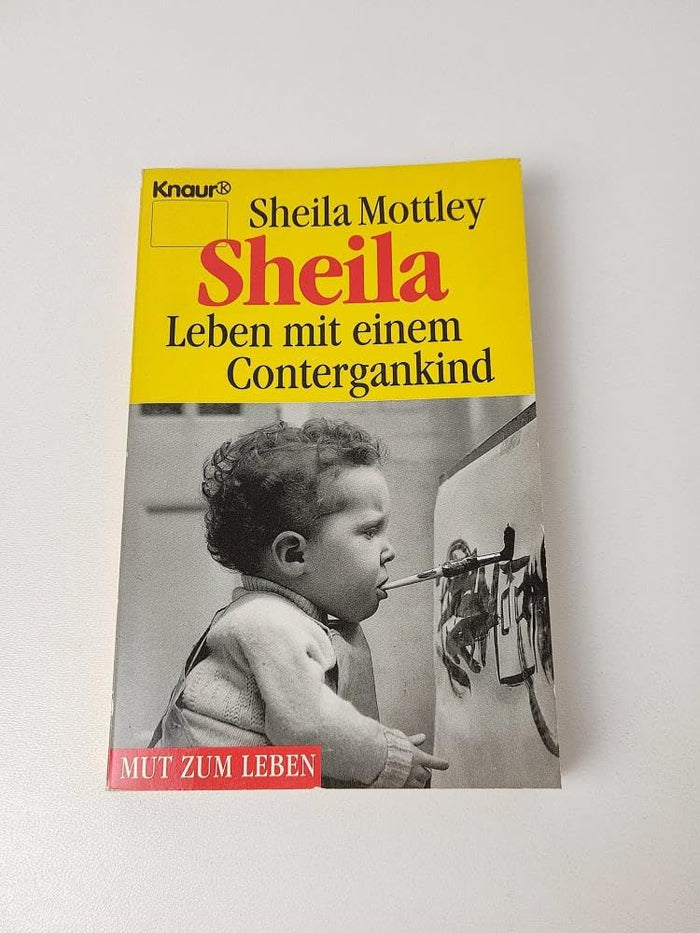 Knaur®
Sheila Mottley
Sheila
Leben mit einem
Contergankind
MUT ZUM LEBEN